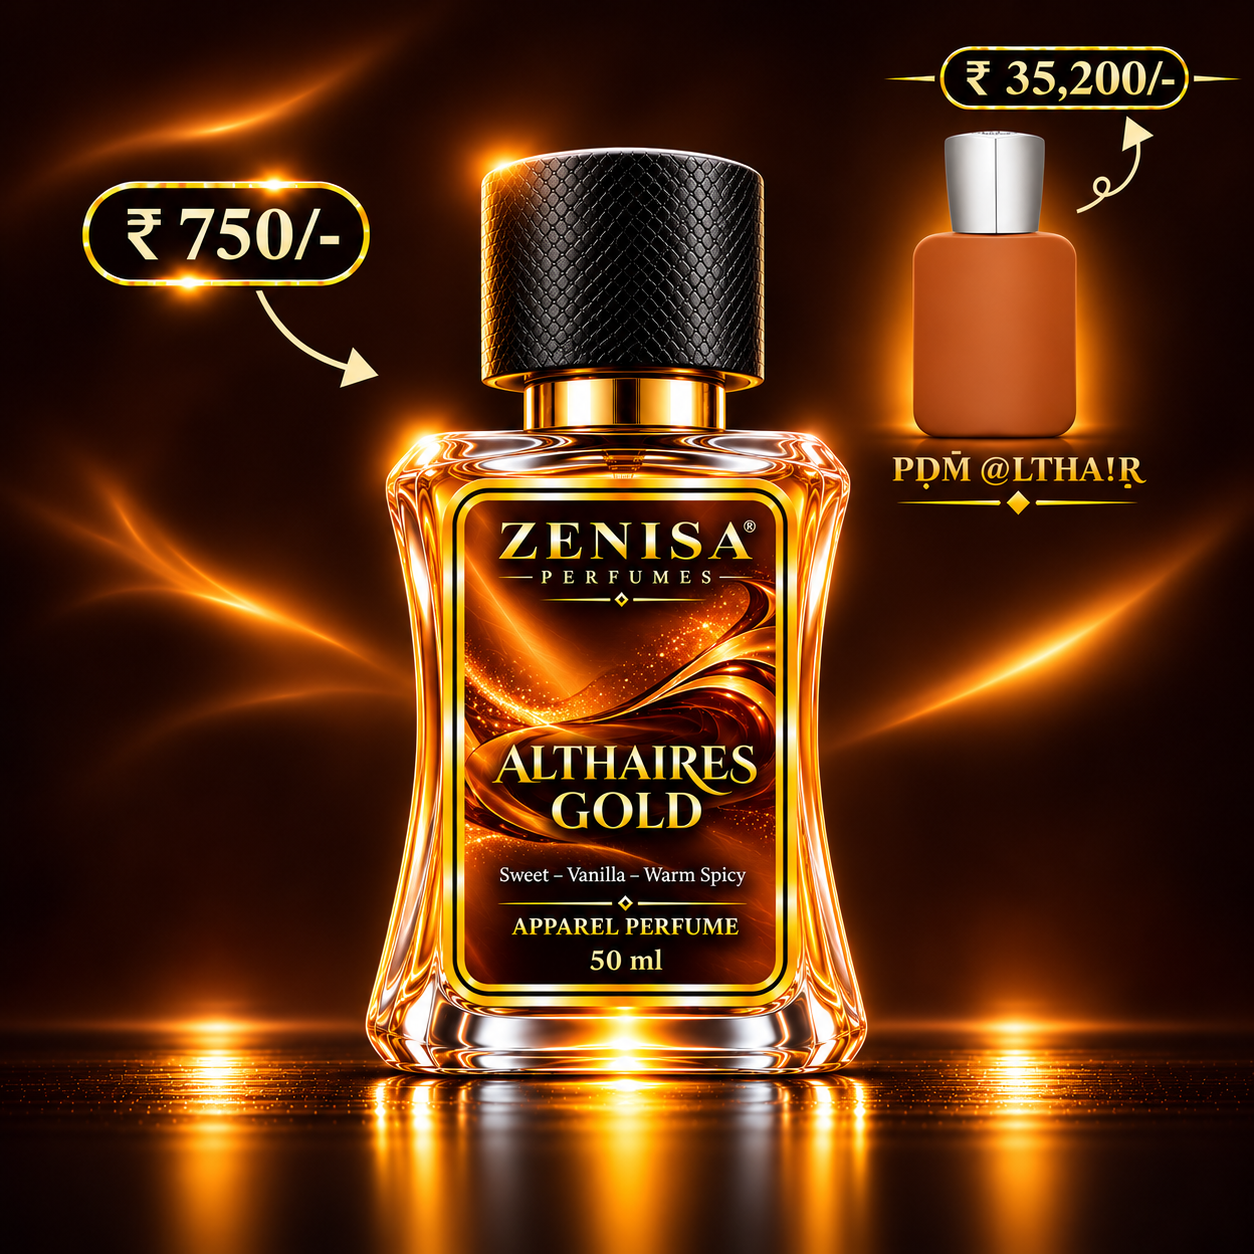 ₹ 35,200/-
₹ 750/-
PḌM̄ @LTHA!Ṛ
ZENISA®
PERFUMES
ALTHAIRES
GOLD
Sweet – Vanilla – Warm Spicy
APPAREL PERFUME
50 ml